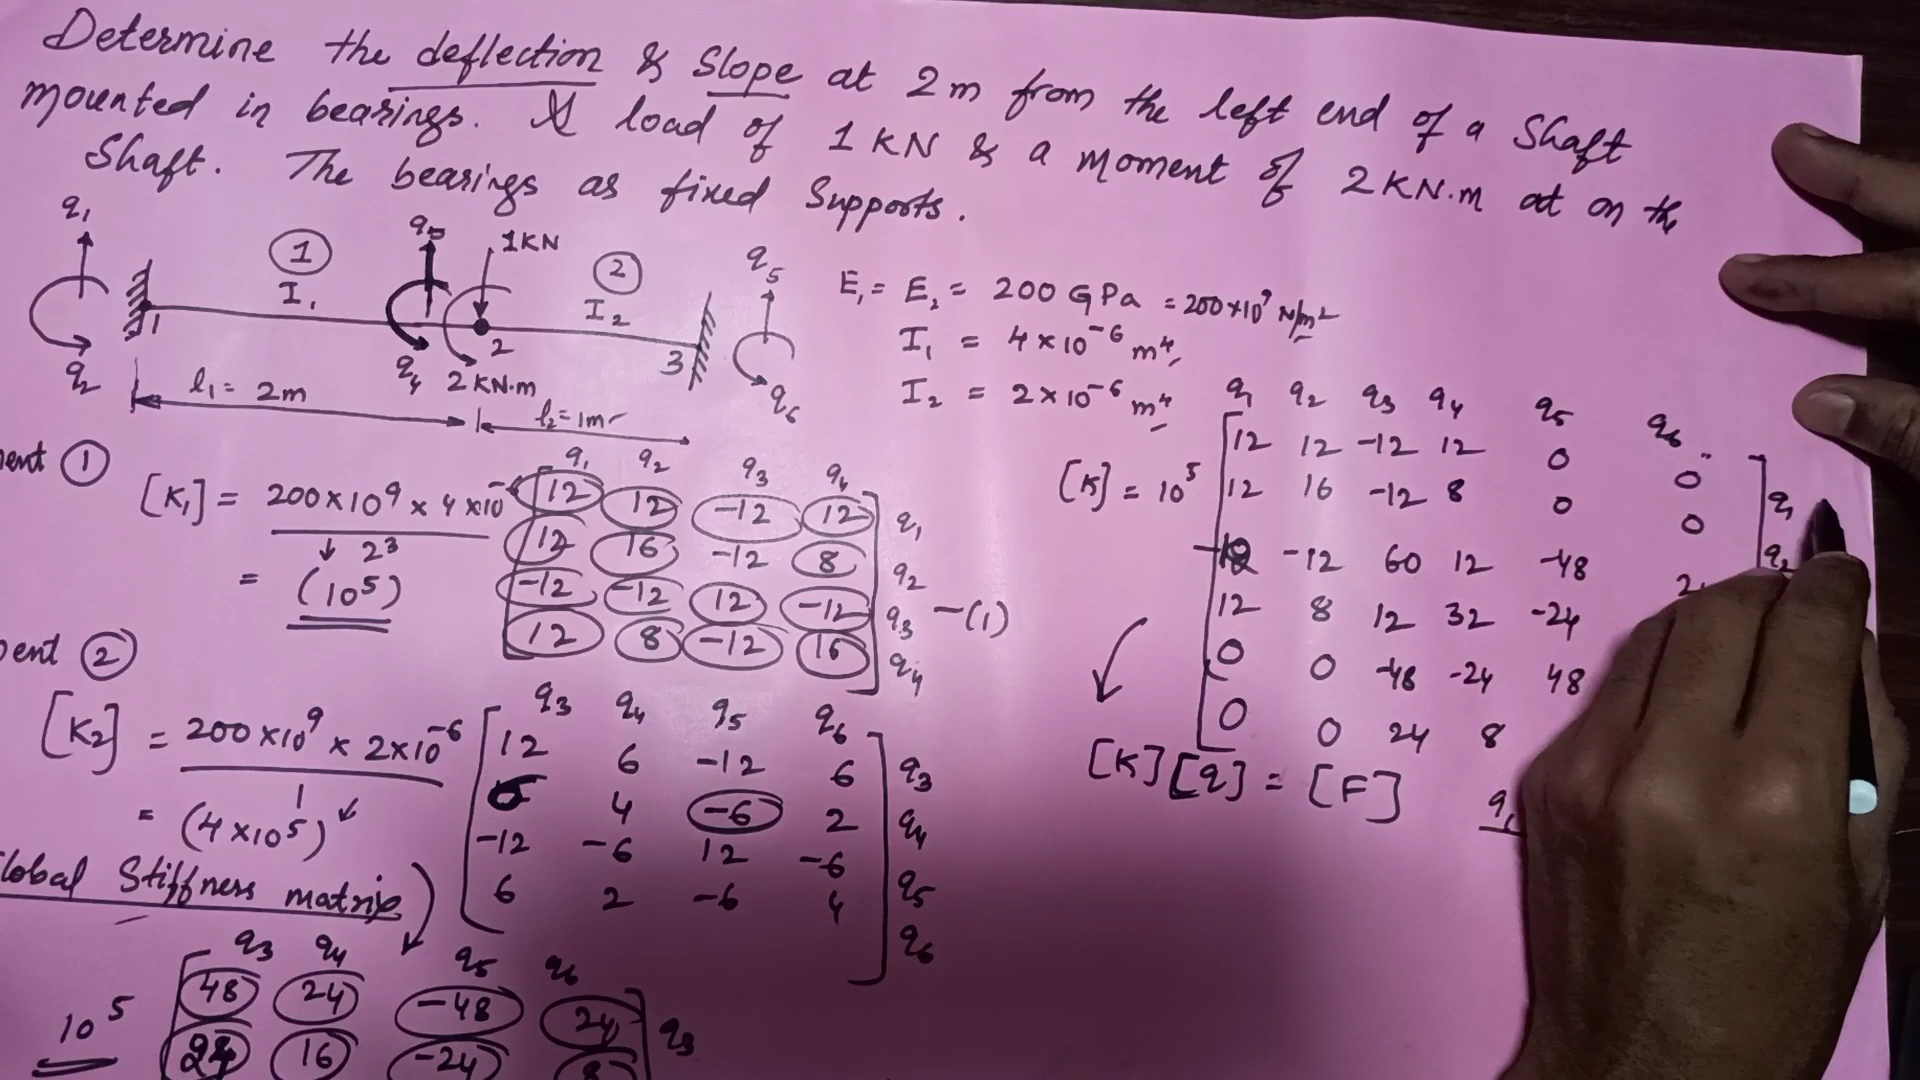 Determine the deflection & Slope at 2m from the left end of a Shaft
mounted in bearings. A load of 1 KN & a moment of 2 KN.m at on the
Shaft. The bearings as fixed Supports.
q1
1
I1
1KN
2
I2
q5
1
q2
q4
2
2 KN.m
3
q6
l1 = 2m
l2 = 1m
E1 = E2 = 200 GPa = 200×10^9 N/m^2
I1 = 4×10^-6 m^4
I2 = 2×10^-6 m^4
ment 1
q1 q2 q3 q4
[K1] = 200×10^9 × 4×10^-6
2^3
= (10^5)
12 12 -12 12 q1
12 16 -12 8 q2
-12 -12 12 -12 q3 -(1)
12 8 -12 16 q4
ent 2
q3 q4 q5 q6
[K2] = 200×10^9 × 2×10^-6
1
= (4×10^5)
12 6 -12 6 q3
6 4 -6 2 q4
-12 -6 12 -6 q5
6 2 -6 4 q6
lobal Stiffness matrix
q3 q4 q5 q6
10^5
48 24 -48 24 q3
24 16 -24 8
q1 q2 q3 q4 q5 q6
[K] = 10^5
12 12 -12 12 0 0 q1
12 16 -12 8 0 0 q2
-12 -12 60 12 -48
12 8 12 32 -24
0 0 -48 -24 48
0 0 24 8
[K][q] = [F]
q1